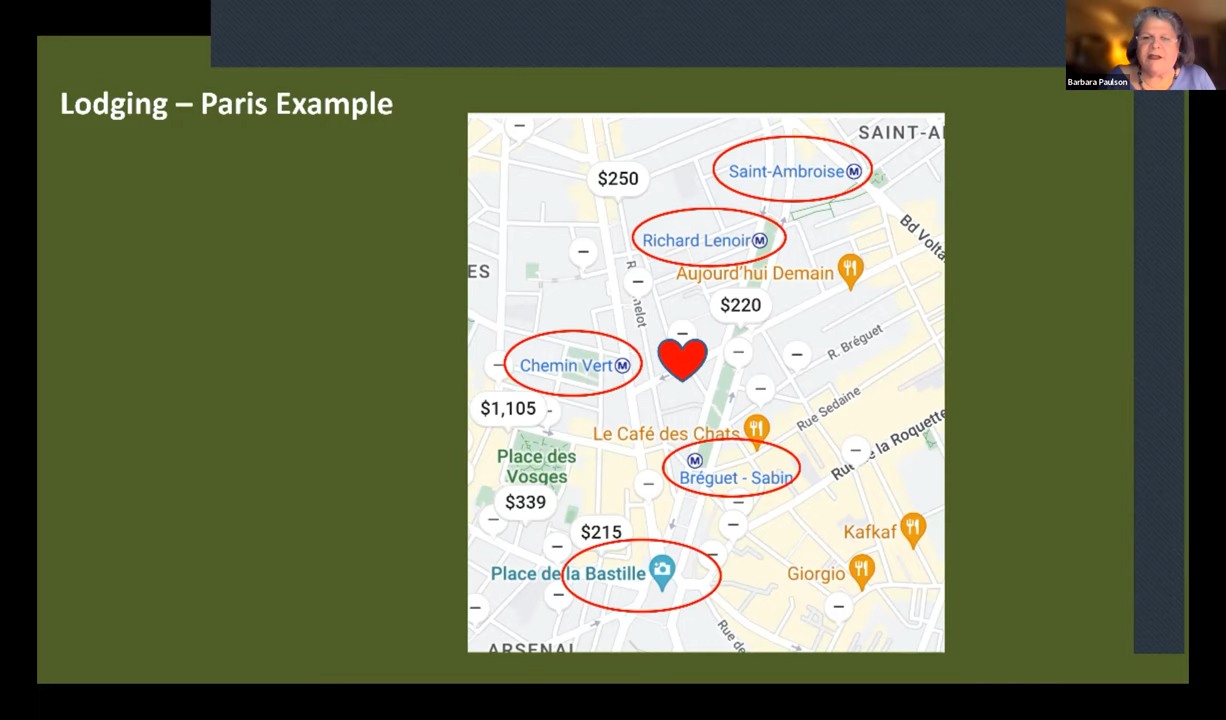 Barbara Paulson
Lodging – Paris Example
SAINT-A
$250
Saint-Ambroise M
Richard Lenoir M
Bd Volta
ES
Aujourd'hui Demain
$220
R. Bréguet
Chemin Vert M
$1,105
Rue Sedaine
Le Café des Chats
Place des
Vosges
M
Bréguet - Sabin
Rue de la Roquette
$339
$215
Kafkaf
Place de la Bastille
Giorgio
Rue de
ARSENAL